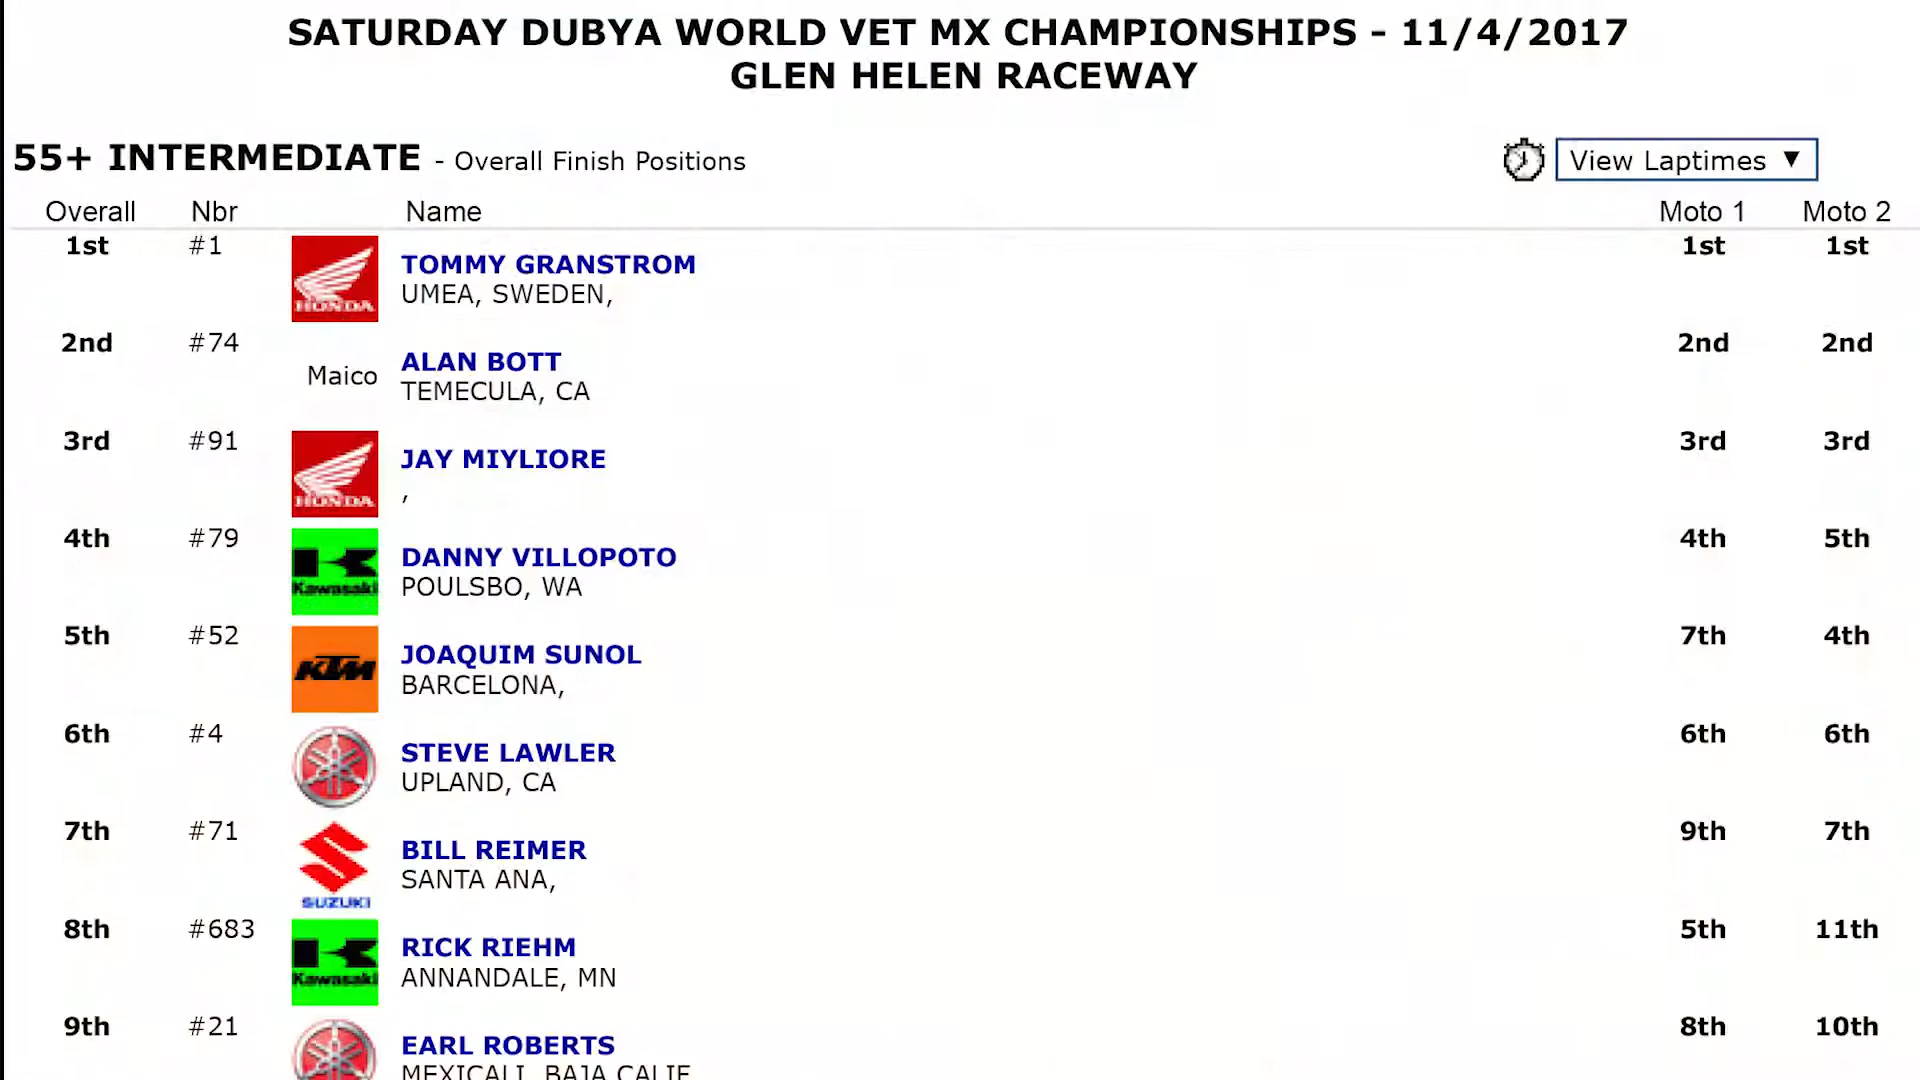 SATURDAY DUBYA WORLD VET MX CHAMPIONSHIPS - 11/4/2017
GLEN HELEN RACEWAY
55+ INTERMEDIATE - Overall Finish Positions View Laptimes ▼
Overall Nbr Name Moto 1 Moto 2
1st #1 HONDA TOMMY GRANSTROM 1st 1st
UMEA, SWEDEN,
2nd #74 Maico ALAN BOTT 2nd 2nd
TEMECULA, CA
3rd #91 HONDA JAY MIYLIORE 3rd 3rd
,
4th #79 Kawasaki DANNY VILLOPOTO 4th 5th
POULSBO, WA
5th #52 KTM JOAQUIM SUNOL 7th 4th
BARCELONA,
6th #4 STEVE LAWLER 6th 6th
UPLAND, CA
7th #71 SUZUKI BILL REIMER 9th 7th
SANTA ANA,
8th #683 Kawasaki RICK RIEHM 5th 11th
ANNANDALE, MN
9th #21 EARL ROBERTS 8th 10th
MEXICALI, BAJA CALIF